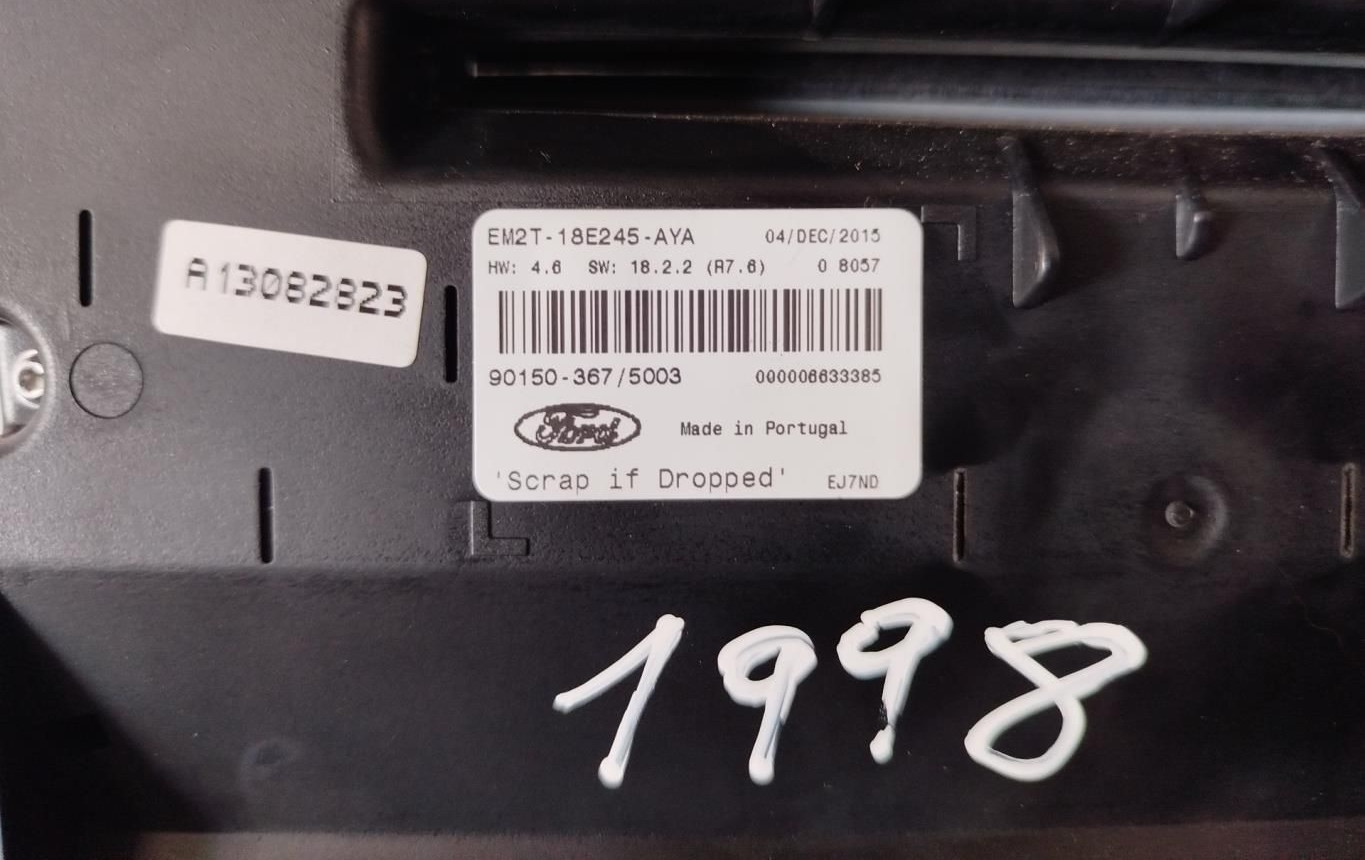 A13082823
EM2T-18E245-AYA 04/DEC/2015
HW: 4.6 SW: 18.2.2 (R7.6) 0 8057
90150-367/5003 000006633385
Ford
Made in Portugal
'Scrap if Dropped' EJ7ND
1998